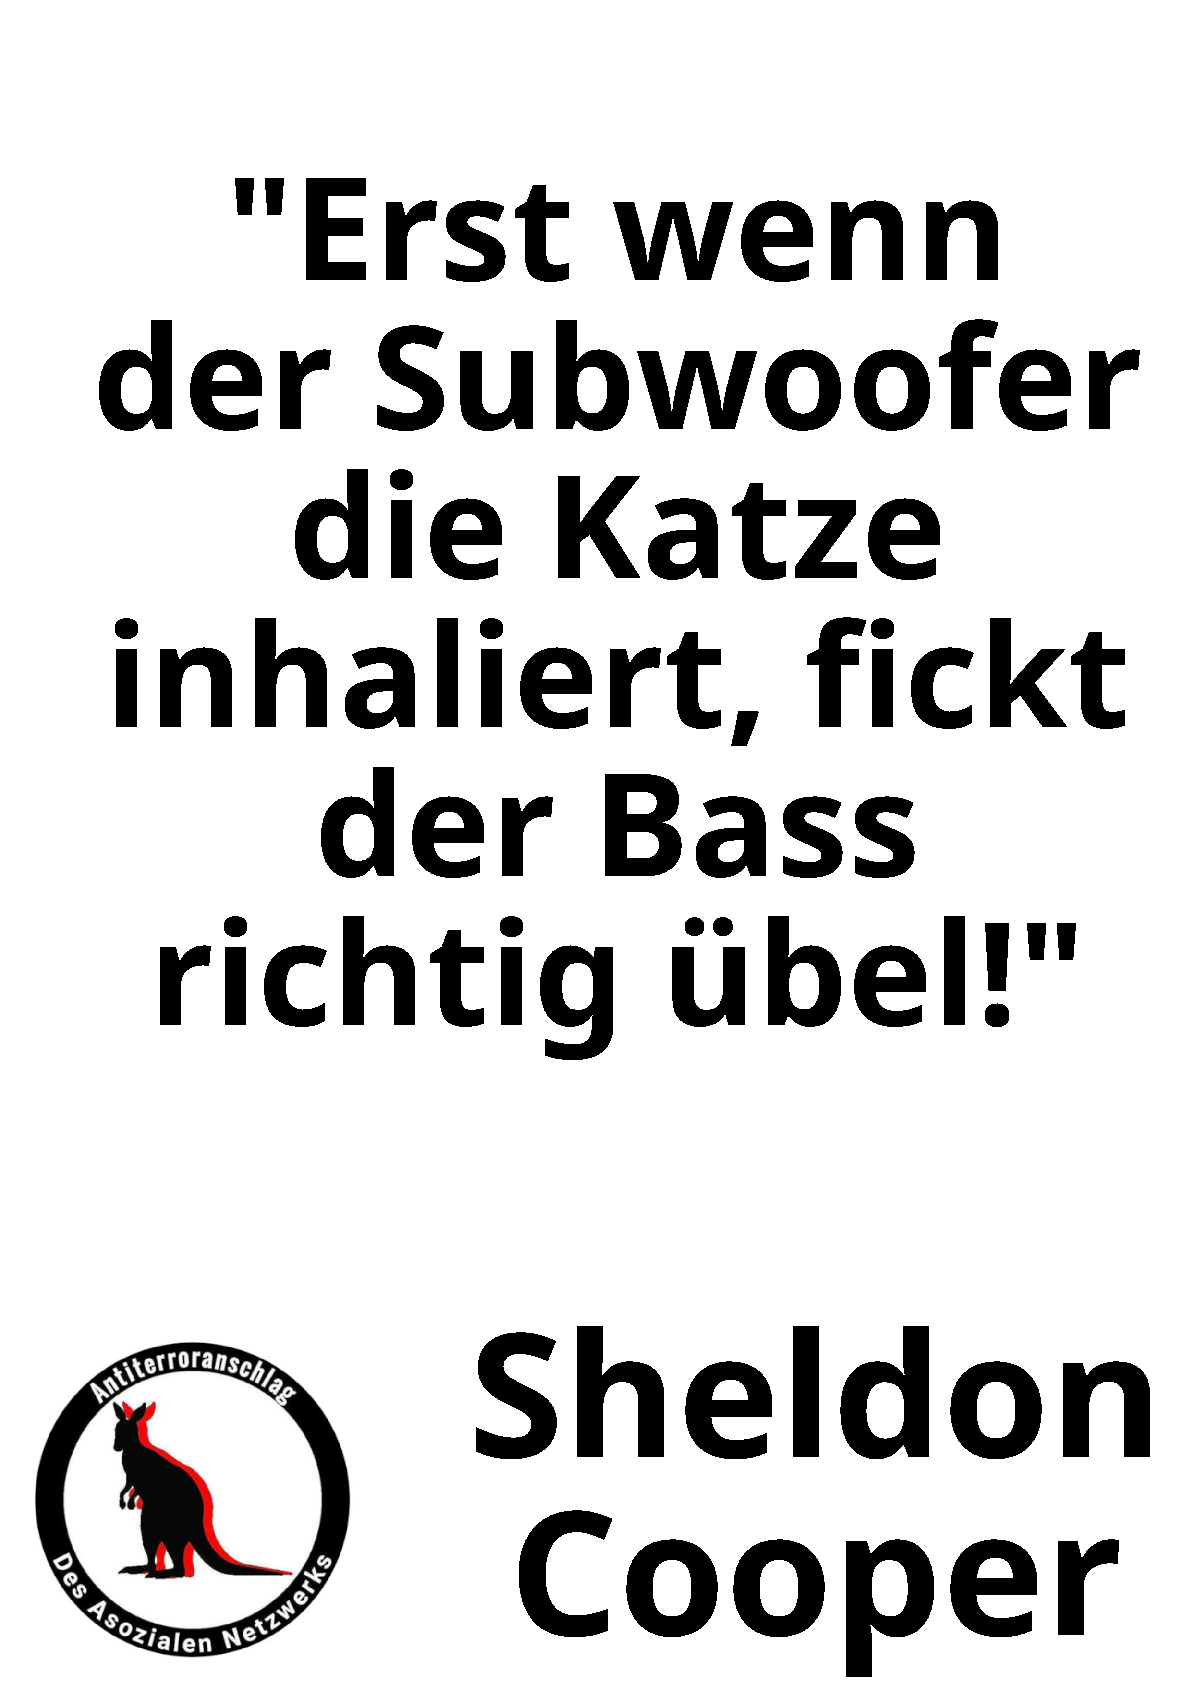 "Erst wenn
der Subwoofer
die Katze
inhaliert, fickt
der Bass
richtig übel!"
Sheldon
Cooper
Antiterroranschlag
Des Asozialen Netzwerks